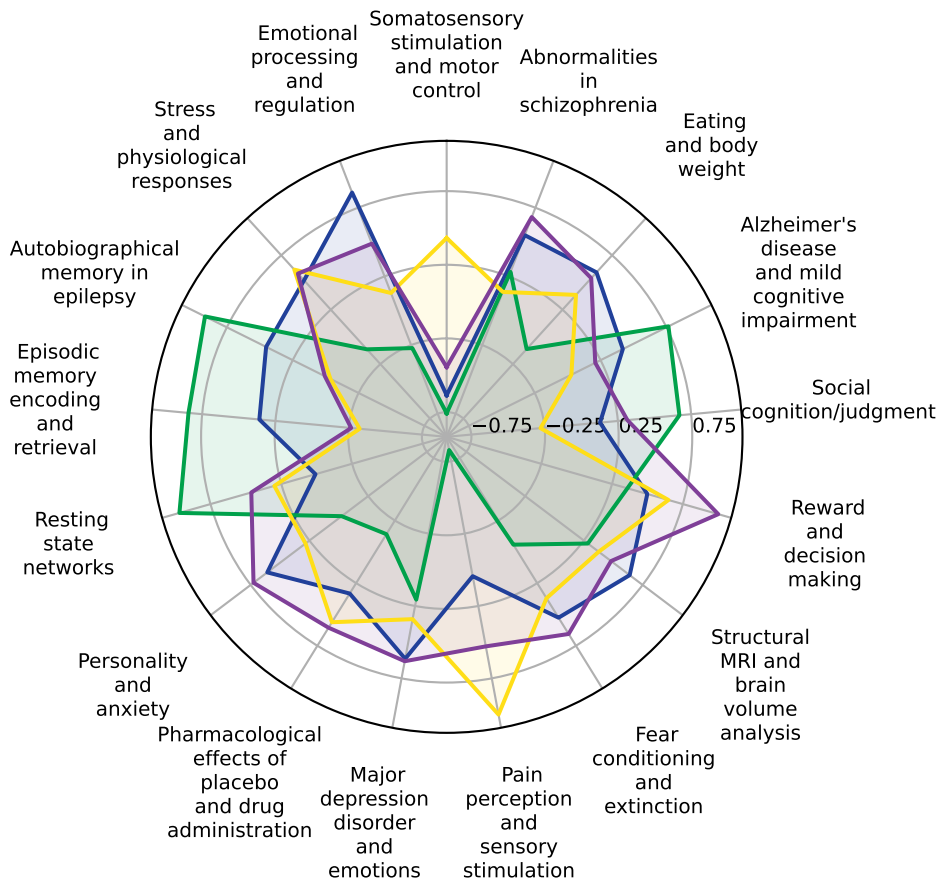 Somatosensory
stimulation
and motor
control
Abnormalities
in
schizophrenia
Eating
and body
weight
Alzheimer's
disease
and mild
cognitive
impairment
Social
cognition/judgment
Reward
and
decision
making
Structural
MRI and
brain
volume
analysis
Fear
conditioning
and
extinction
Pain
perception
and
sensory
stimulation
Major
depression
disorder
and
emotions
Pharmacological
effects of
placebo
and drug
administration
Personality
and
anxiety
Resting
state
networks
Episodic
memory
encoding
and
retrieval
Autobiographical
memory in
epilepsy
Stress
and
physiological
responses
Emotional
processing
and
regulation
−0.75 −0.25 0.25 0.75